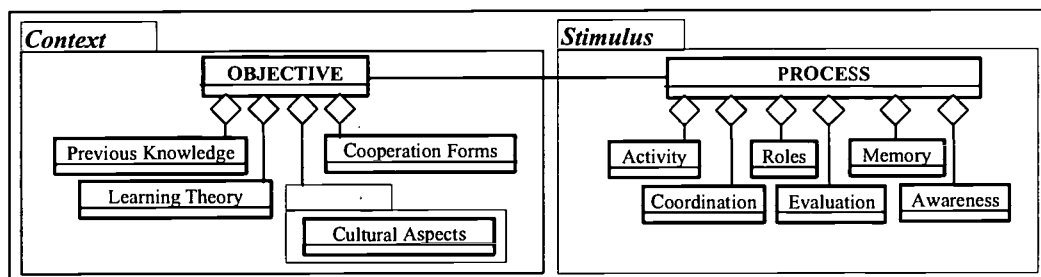 Context
OBJECTIVE
Previous Knowledge
Cooperation Forms
Learning Theory
Cultural Aspects
Stimulus
PROCESS
Activity
Roles
Memory
Coordination
Evaluation
Awareness